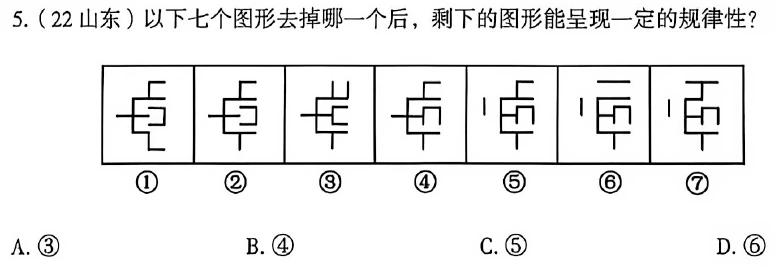 5.（22 山东）以下七个图形去掉哪一个后，剩下的图形能呈现一定的规律性？
① ② ③ ④ ⑤ ⑥ ⑦
A. ③ B. ④ C. ⑤ D. ⑥